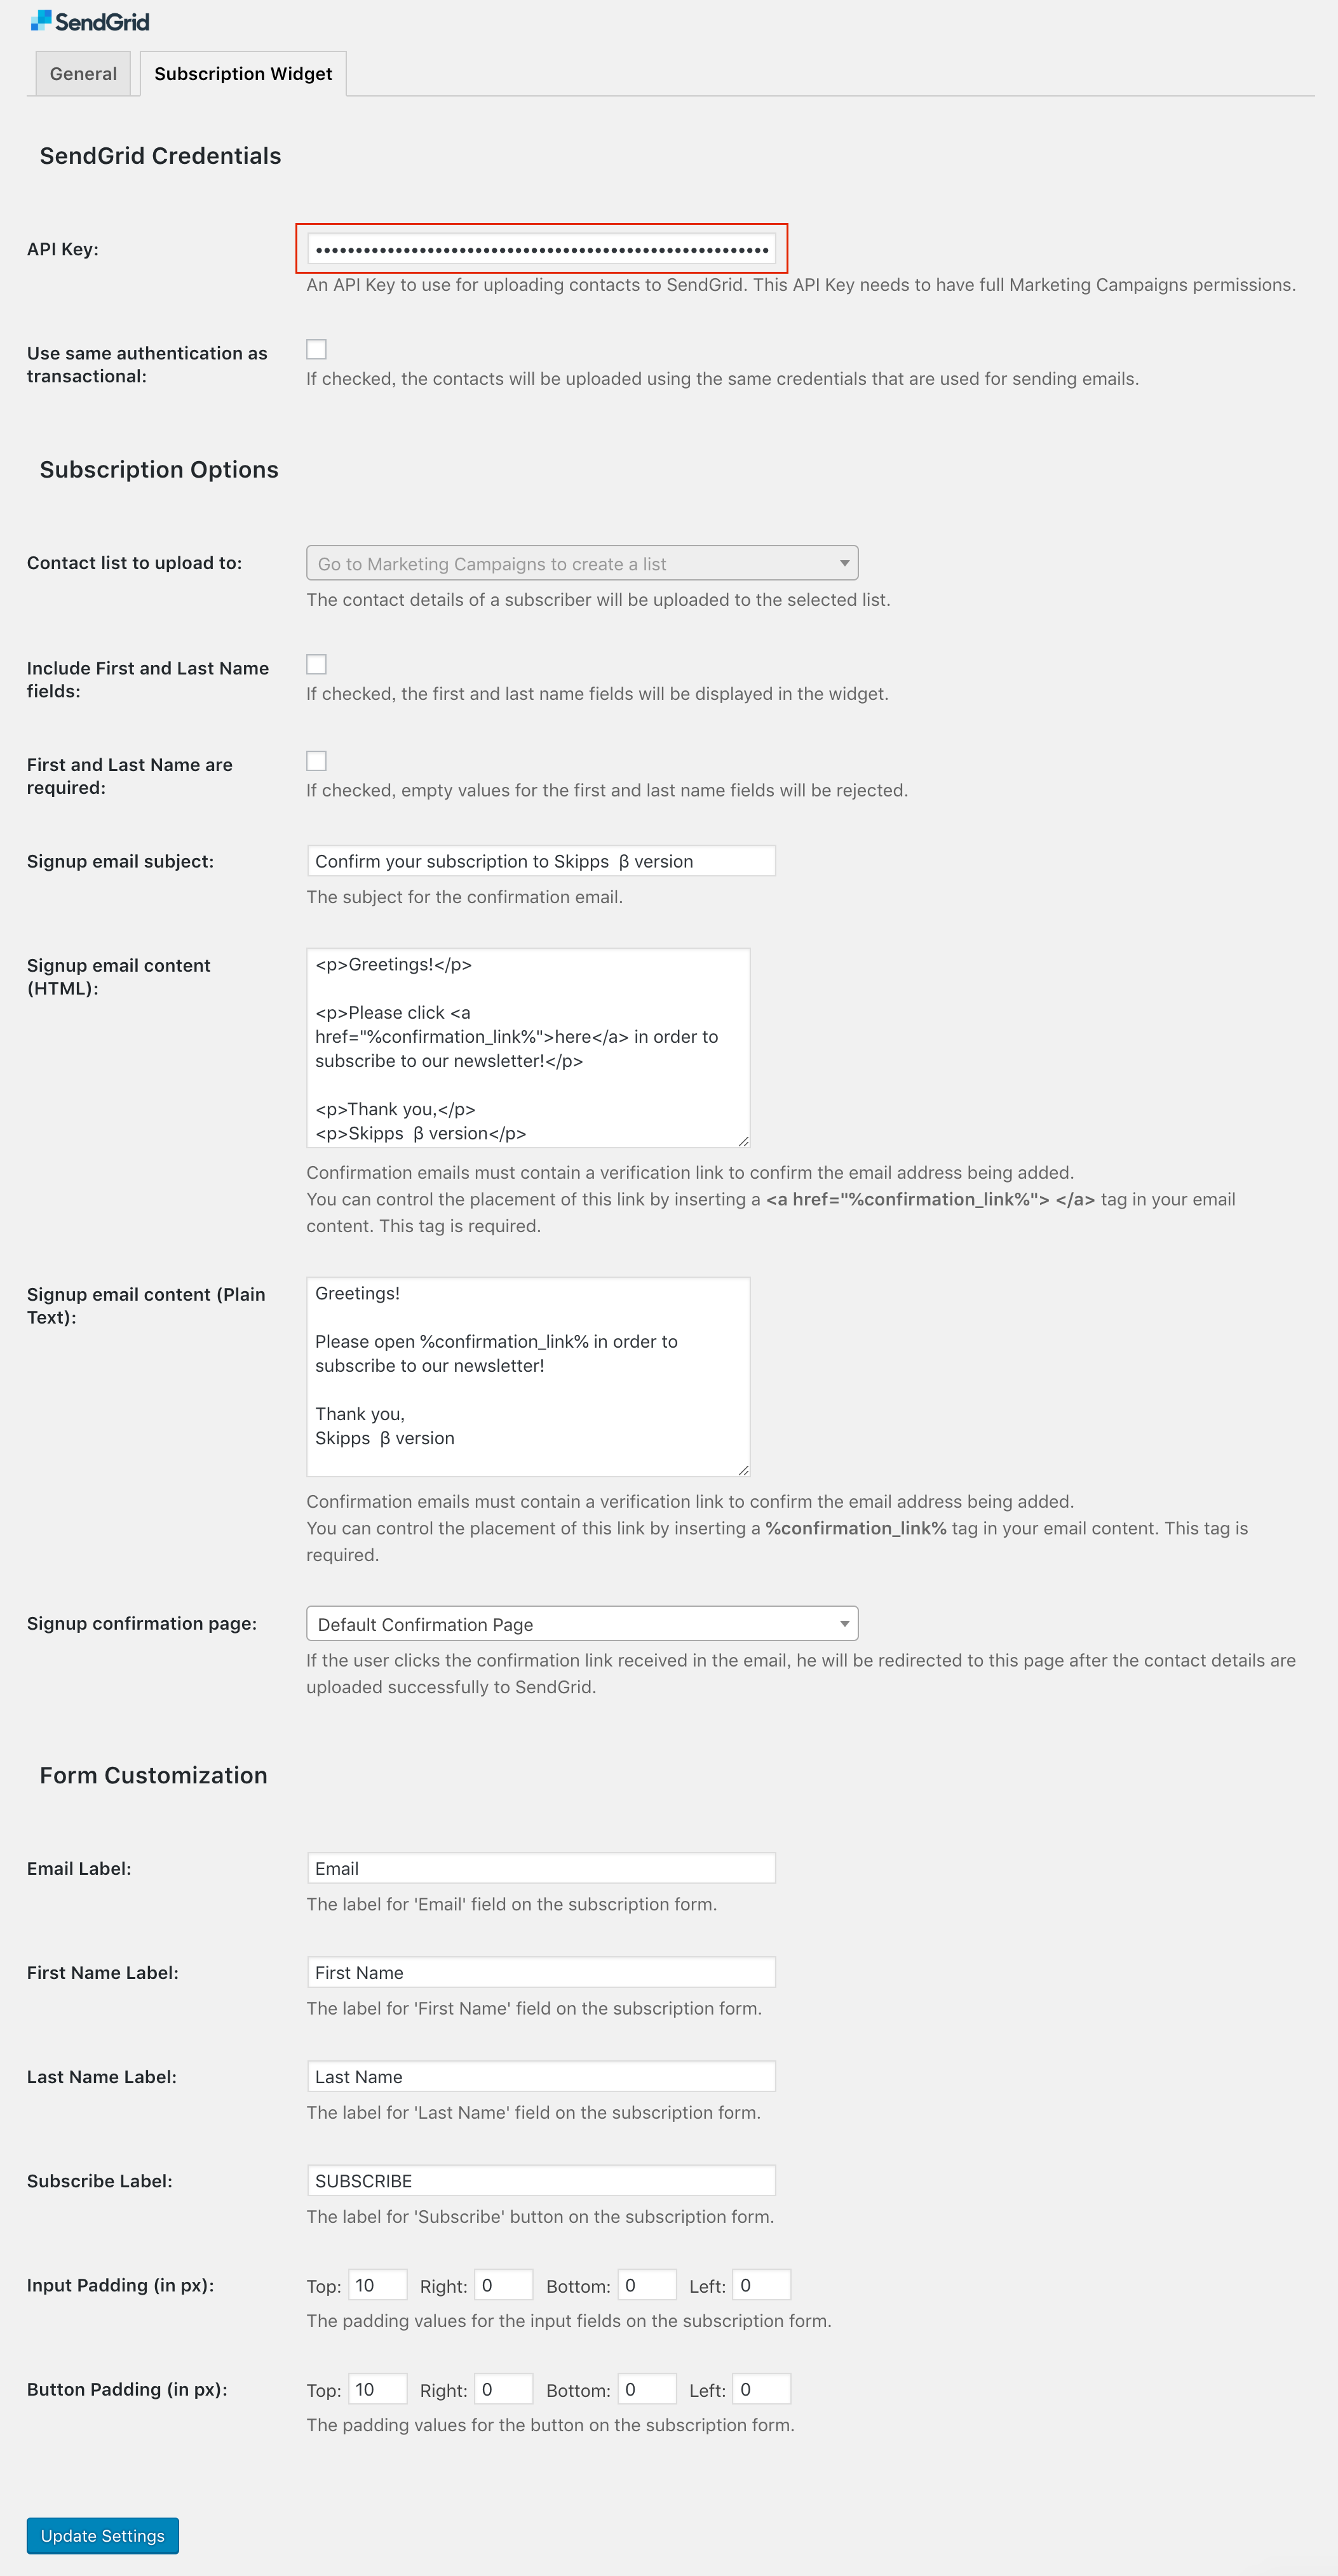 SendGrid
General
Subscription Widget
SendGrid Credentials
API Key:
••••••••••••••••••••••••••••••••••••••••••••••••••••••••••
An API Key to use for uploading contacts to SendGrid. This API Key needs to have full Marketing Campaigns permissions.
Use same authentication as
transactional:
If checked, the contacts will be uploaded using the same credentials that are used for sending emails.
Subscription Options
Contact list to upload to:
Go to Marketing Campaigns to create a list
The contact details of a subscriber will be uploaded to the selected list.
Include First and Last Name
fields:
If checked, the first and last name fields will be displayed in the widget.
First and Last Name are
required:
If checked, empty values for the first and last name fields will be rejected.
Signup email subject:
Confirm your subscription to Skipps  β version
The subject for the confirmation email.
Signup email content
(HTML):
<p>Greetings!</p>
<p>Please click <a
href="%confirmation_link%">here</a> in order to
subscribe to our newsletter!</p>
<p>Thank you,</p>
<p>Skipps  β version</p>
Confirmation emails must contain a verification link to confirm the email address being added.
You can control the placement of this link by inserting a <a href="%confirmation_link%"> </a> tag in your email
content. This tag is required.
Signup email content (Plain
Text):
Greetings!
Please open %confirmation_link% in order to
subscribe to our newsletter!
Thank you,
Skipps  β version
Confirmation emails must contain a verification link to confirm the email address being added.
You can control the placement of this link by inserting a %confirmation_link% tag in your email content. This tag is
required.
Signup confirmation page:
Default Confirmation Page
If the user clicks the confirmation link received in the email, he will be redirected to this page after the contact details are
uploaded successfully to SendGrid.
Form Customization
Email Label:
Email
The label for 'Email' field on the subscription form.
First Name Label:
First Name
The label for 'First Name' field on the subscription form.
Last Name Label:
Last Name
The label for 'Last Name' field on the subscription form.
Subscribe Label:
SUBSCRIBE
The label for 'Subscribe' button on the subscription form.
Input Padding (in px):
Top: 10 Right: 0 Bottom: 0 Left: 0
The padding values for the input fields on the subscription form.
Button Padding (in px):
Top: 10 Right: 0 Bottom: 0 Left: 0
The padding values for the button on the subscription form.
Update Settings